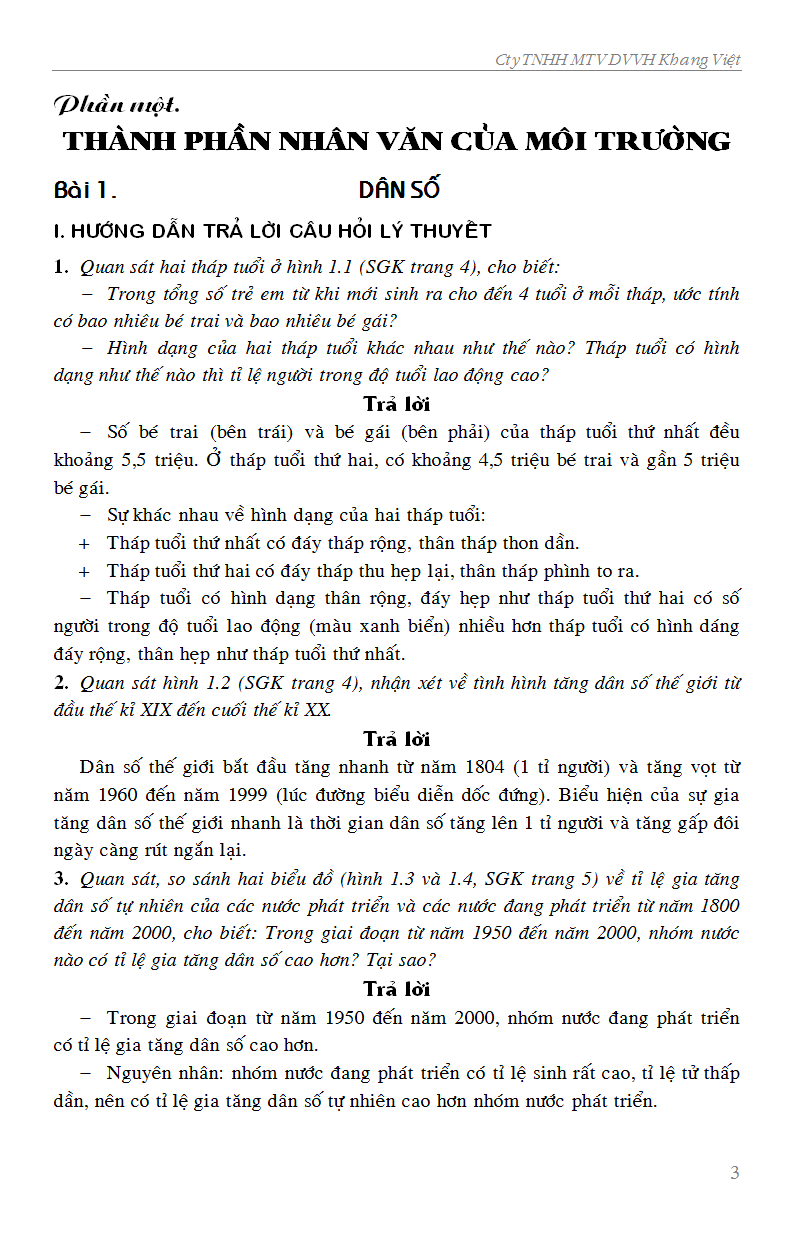 Cty TNHH MTV DVVH Khang Việt
Phần một.
THÀNH PHẦN NHÂN VĂN CỦA MÔI TRƯỜNG
Bài 1. DÂN SỐ
I. HƯỚNG DẪN TRẢ LỜI CÂU HỎI LÝ THUYẾT
1. Quan sát hai tháp tuổi ở hình 1.1 (SGK trang 4), cho biết:
– Trong tổng số trẻ em từ khi mới sinh ra cho đến 4 tuổi ở mỗi tháp, ước tính
có bao nhiêu bé trai và bao nhiêu bé gái?
– Hình dạng của hai tháp tuổi khác nhau như thế nào? Tháp tuổi có hình
dạng như thế nào thì tỉ lệ người trong độ tuổi lao động cao?
Trả lời
– Số bé trai (bên trái) và bé gái (bên phải) của tháp tuổi thứ nhất đều
khoảng 5,5 triệu. Ở tháp tuổi thứ hai, có khoảng 4,5 triệu bé trai và gần 5 triệu
bé gái.
– Sự khác nhau về hình dạng của hai tháp tuổi:
+ Tháp tuổi thứ nhất có đáy tháp rộng, thân tháp thon dần.
+ Tháp tuổi thứ hai có đáy tháp thu hẹp lại, thân tháp phình to ra.
– Tháp tuổi có hình dạng thân rộng, đáy hẹp như tháp tuổi thứ hai có số
người trong độ tuổi lao động (màu xanh biển) nhiều hơn tháp tuổi có hình dáng
đáy rộng, thân hẹp như tháp tuổi thứ nhất.
2. Quan sát hình 1.2 (SGK trang 4), nhận xét về tình hình tăng dân số thế giới từ
đầu thế kỉ XIX đến cuối thế kỉ XX.
Trả lời
Dân số thế giới bắt đầu tăng nhanh từ năm 1804 (1 tỉ người) và tăng vọt từ
năm 1960 đến năm 1999 (lúc đường biểu diễn dốc đứng). Biểu hiện của sự gia
tăng dân số thế giới nhanh là thời gian dân số tăng lên 1 tỉ người và tăng gấp đôi
ngày càng rút ngắn lại.
3. Quan sát, so sánh hai biểu đồ (hình 1.3 và 1.4, SGK trang 5) về tỉ lệ gia tăng
dân số tự nhiên của các nước phát triển và các nước đang phát triển từ năm 1800
đến năm 2000, cho biết: Trong giai đoạn từ năm 1950 đến năm 2000, nhóm nước
nào có tỉ lệ gia tăng dân số cao hơn? Tại sao?
Trả lời
– Trong giai đoạn từ năm 1950 đến năm 2000, nhóm nước đang phát triển
có tỉ lệ gia tăng dân số cao hơn.
– Nguyên nhân: nhóm nước đang phát triển có tỉ lệ sinh rất cao, tỉ lệ tử thấp
dần, nên có tỉ lệ gia tăng dân số tự nhiên cao hơn nhóm nước phát triển.
3